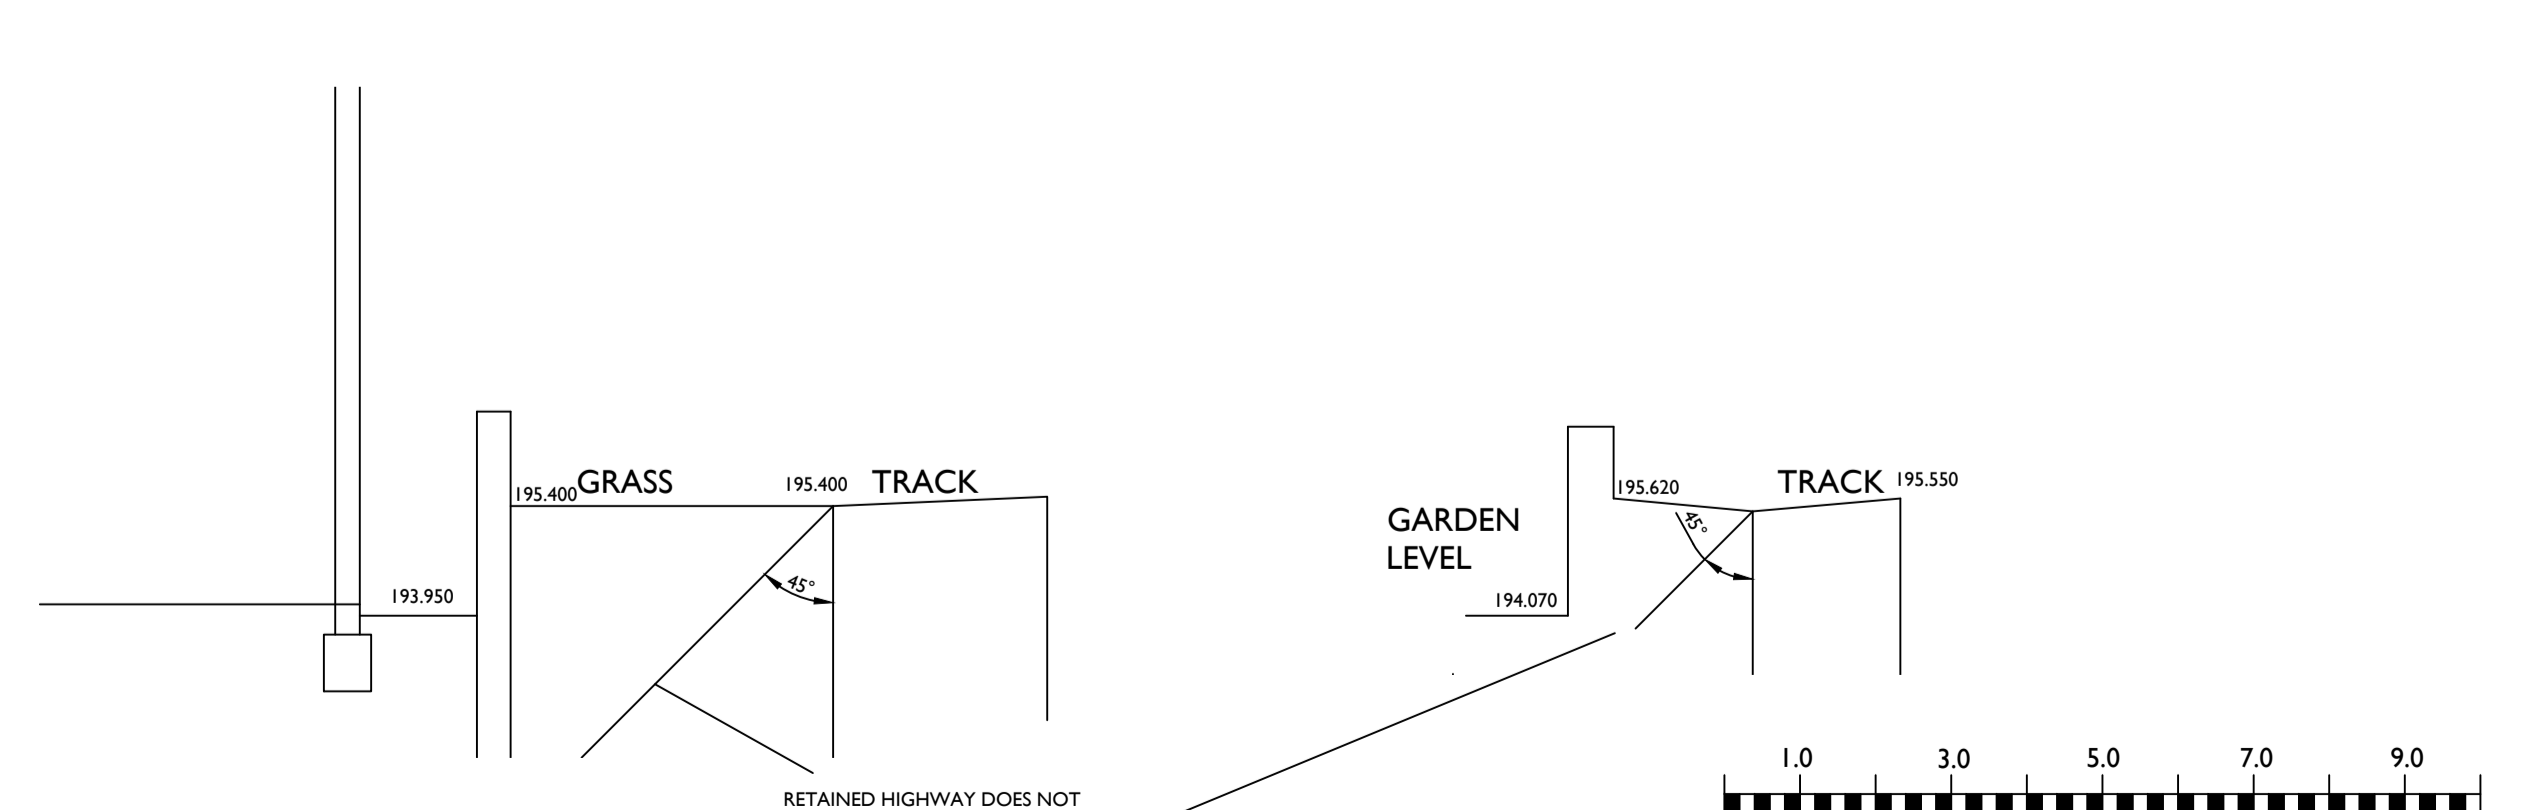 195.400
GRASS
195.400
TRACK
45°
193.950
RETAINED HIGHWAY DOES NOT
195.620
TRACK
195.550
45°
GARDEN
LEVEL
194.070
1.0 3.0 5.0 7.0 9.0